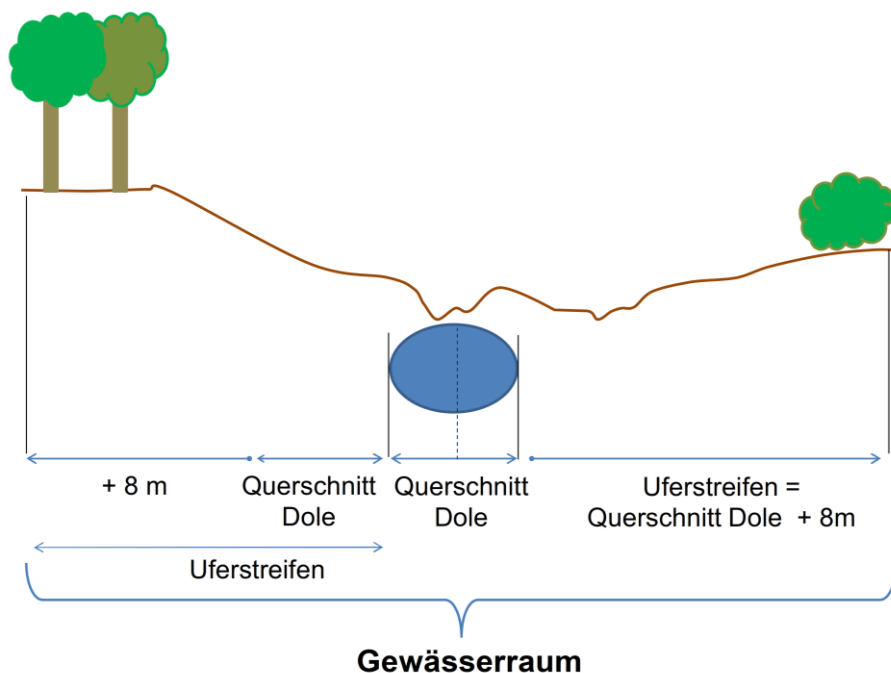 + 8 m
Querschnitt
Dole
Querschnitt
Dole
Uferstreifen =
Querschnitt Dole + 8m
Uferstreifen
Gewässerraum